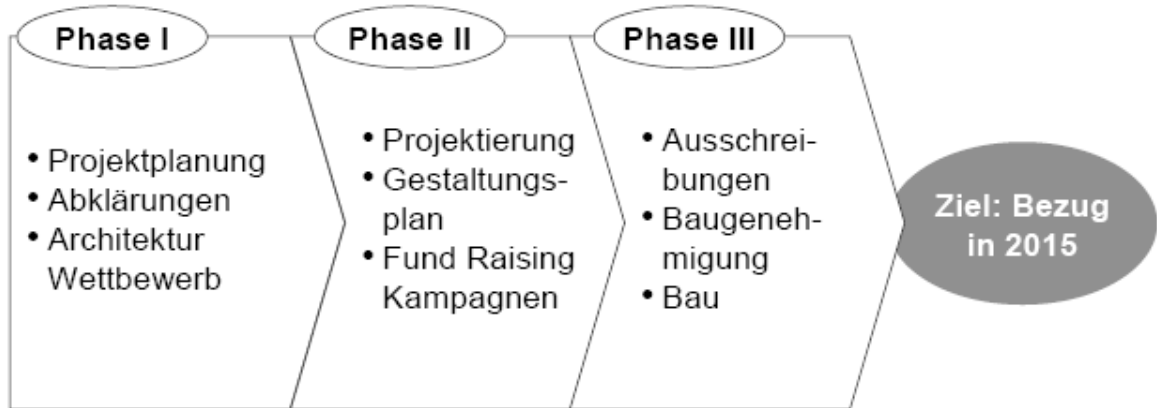 Phase I
• Projektplanung
• Abklärungen
• Architektur
Wettbewerb
Phase II
• Projektierung
• Gestaltungs-
plan
• Fund Raising
Kampagnen
Phase III
• Ausschrei-
bungen
• Baugeneh-
migung
• Bau
Ziel: Bezug
in 2015